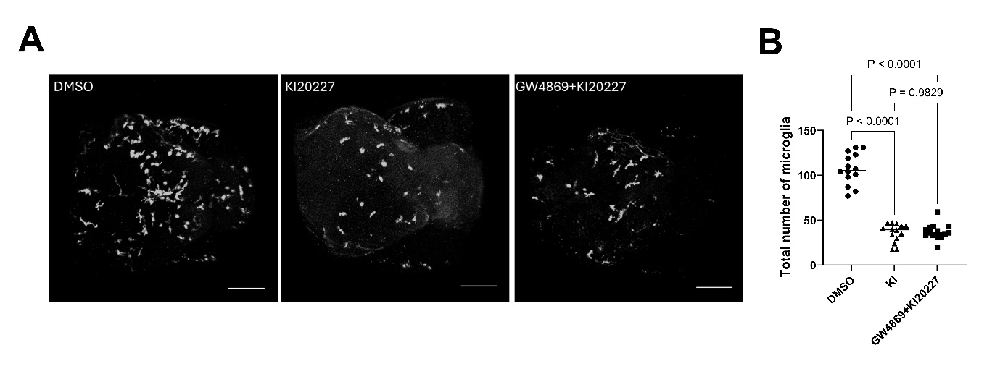 A
B
DMSO
KI20227
GW4869+KI20227
P < 0.0001
P = 0.9829
P < 0.0001
Total number of microglia
150
100
50
0
DMSO
KI
GW4869+KI20227